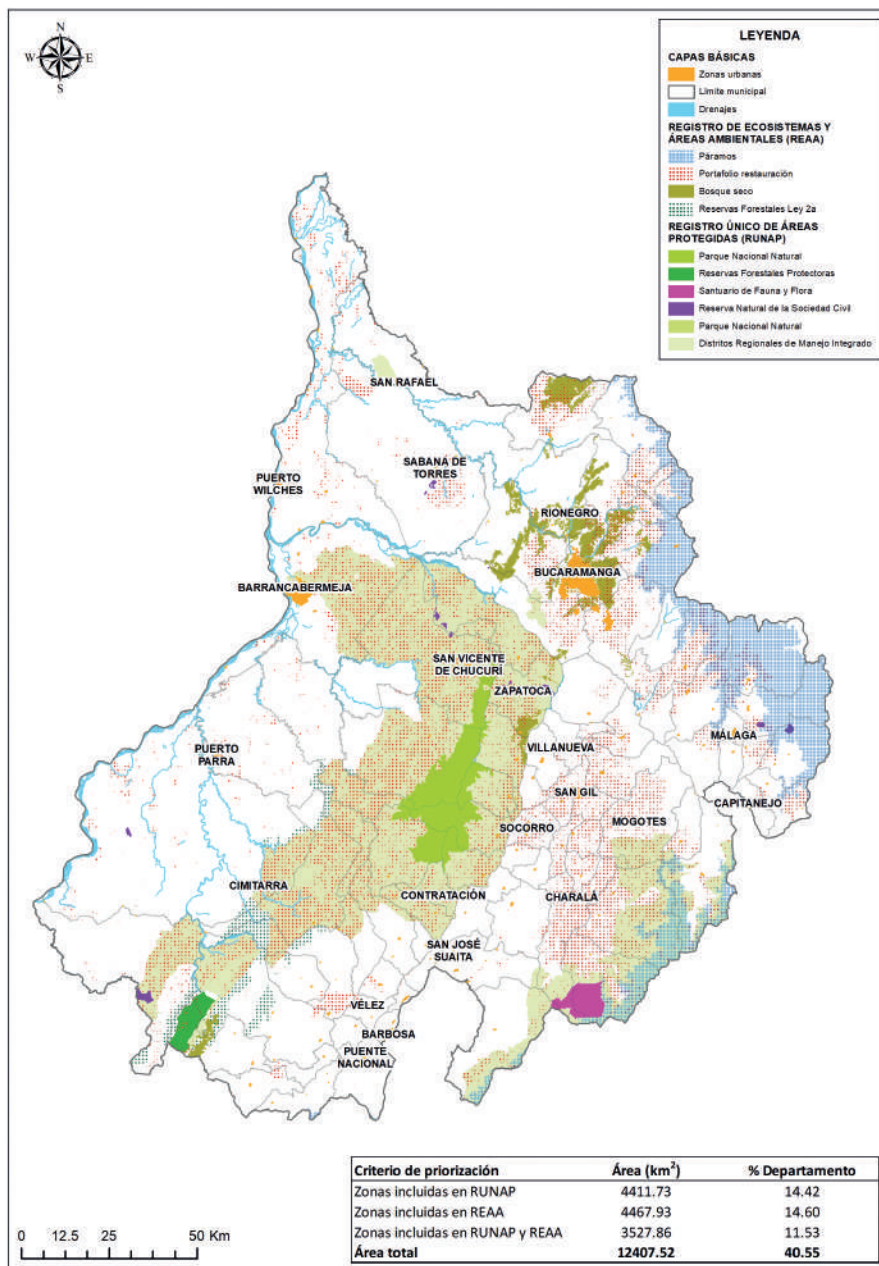 N
W
E
S
LEYENDA
CAPAS BÁSICAS
Zonas urbanas
Límite municipal
Drenajes
REGISTRO DE ECOSISTEMAS Y
ÁREAS AMBIENTALES (REAA)
Páramos
Portafolio restauración
Bosque seco
Reservas Forestales Ley 2a
REGISTRO ÚNICO DE ÁREAS
PROTEGIDAS (RUNAP)
Parque Nacional Natural
Reservas Forestales Protectoras
Santuario de Fauna y Flora
Reserva Natural de la Sociedad Civil
Parque Nacional Natural
Distritos Regionales de Manejo Integrado
SAN RAFAEL
SABANA DE
TORRES
PUERTO
WILCHES
RIONEGRO
BUCARAMANGA
BARRANCABERMEJA
SAN VICENTE
DE CHUCURÍ
ZAPATOCA
PUERTO
PARRA
VILLANUEVA
MÁLAGA
SAN GIL
CAPITANEJO
SOCORRO
MOGOTES
CIMITARRA
CONTRATACIÓN
CHARALÁ
SAN JOSÉ
SUAITA
VÉLEZ
BARBOSA
PUENTE
NACIONAL
Criterio de priorización Área (km²) % Departamento
Zonas incluidas en RUNAP 4411.73 14.42
Zonas incluidas en REAA 4467.93 14.60
Zonas incluidas en RUNAP y REAA 3527.86 11.53
Área total 12407.52 40.55
0 12.5 25 50 Km